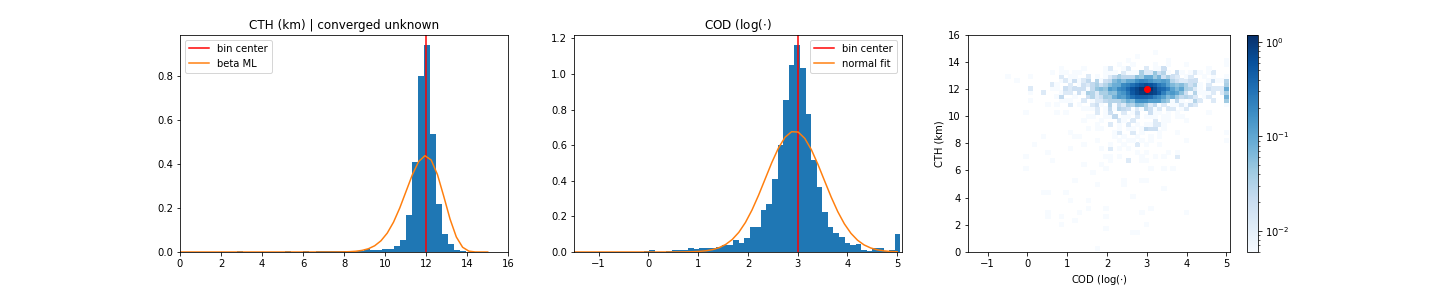 CTH (km) | converged unknown
bin center
beta ML
0.8
0.6
0.4
0.2
0.0
0 2 4 6 8 10 12 14 16
COD (log(·)
bin center
normal fit
1.2
1.0
0.8
0.6
0.4
0.2
0.0
−1 0 1 2 3 4 5
CTH (km)
16
14
12
10
8
6
4
2
0
−1 0 1 2 3 4 5
COD (log(·)
10⁰
10⁻¹
10⁻²